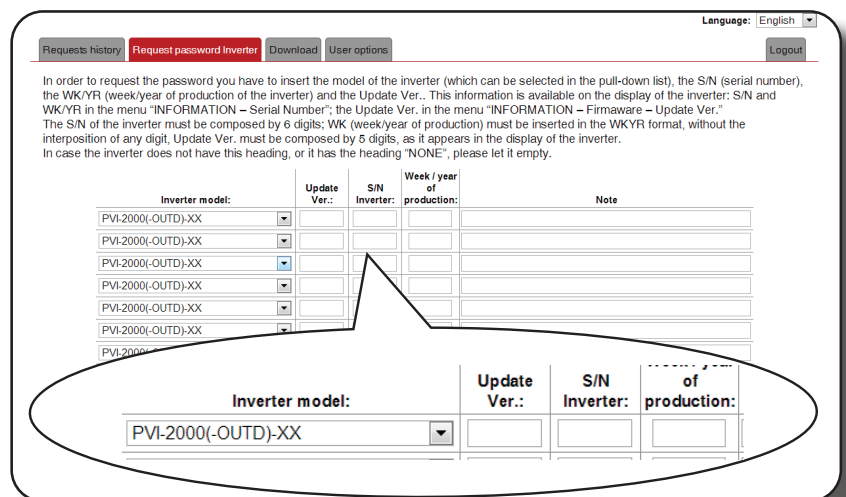 Language: English
Requests history Request password Inverter Download User options Logout
In order to request the password you have to insert the model of the inverter (which can be selected in the pull-down list), the S/N (serial number),
the WK/YR (week/year of production of the inverter) and the Update Ver.. This information is available on the display of the inverter: S/N and
WK/YR in the menu “INFORMATION – Serial Number”; the Update Ver. in the menu “INFORMATION – Firmaware – Update Ver.”
The S/N of the inverter must be composed by 6 digits; WK (week/year of production) must be inserted in the WKYR format, without the
interposition of any digit, Update Ver. must be composed by 5 digits, as it appears in the display of the inverter.
In case the inverter does not have this heading, or it has the heading “NONE”, please let it empty.
Inverter model: Update Ver.: S/N Inverter: Week / year of production: Note
PVI-2000(-OUTD)-XX
PVI-2000(-OUTD)-XX
PVI-2000(-OUTD)-XX
PVI-2000(-OUTD)-XX
PVI-2000(-OUTD)-XX
PVI-2000(-OUTD)-XX
Inverter model: Update Ver.: S/N Inverter: of production:
PVI-2000(-OUTD)-XX